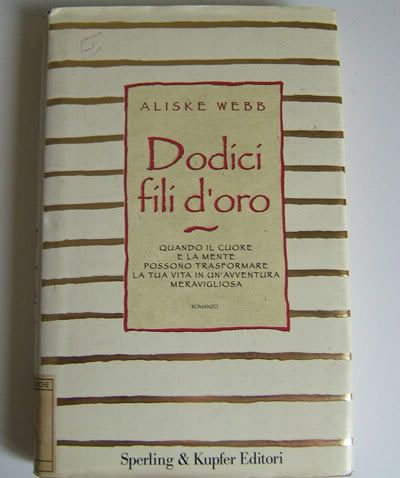 ALISKE WEBB
Dodici
fili d'oro
QUANDO IL CUORE
E LA MENTE
POSSONO TRASFORMARE
LA TUA VITA IN UN'AVVENTURA
MERAVIGLIOSA
ROMANZO
Sperling & Kupfer Editori